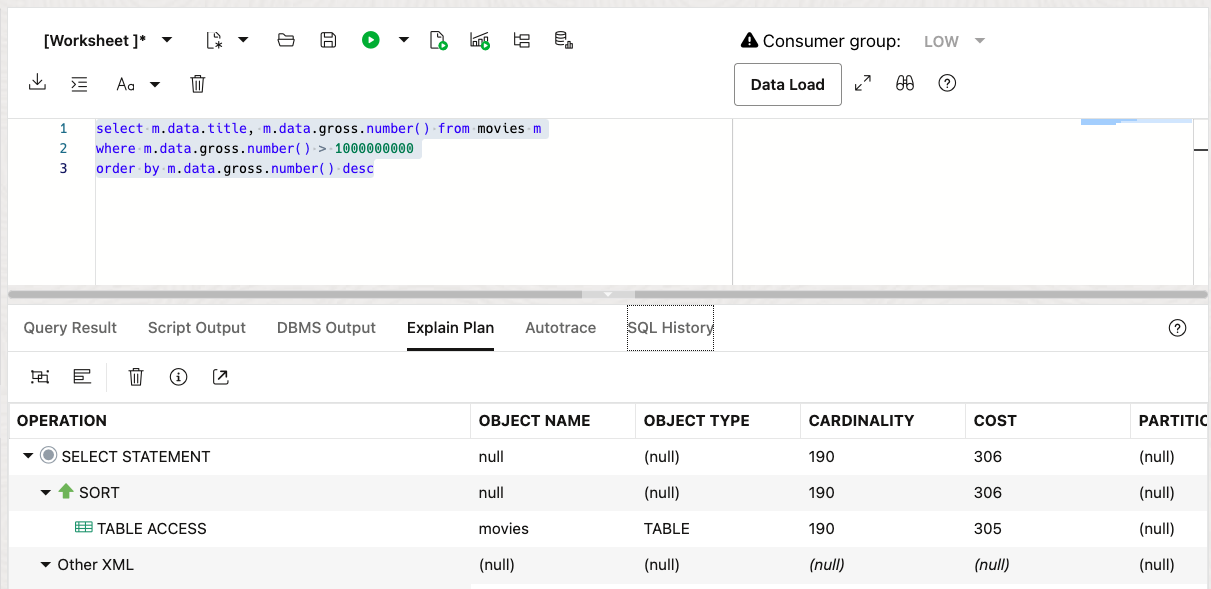 [Worksheet ]*
Consumer group: LOW
Aa
Data Load
1 select m.data.title, m.data.gross.number() from movies m
2 where m.data.gross.number() > 1000000000
3 order by m.data.gross.number() desc
Query Result Script Output DBMS Output Explain Plan Autotrace SQL History
OPERATION OBJECT NAME OBJECT TYPE CARDINALITY COST PARTITIO
SELECT STATEMENT null (null) 190 306 (null)
SORT null (null) 190 306 (null)
TABLE ACCESS movies TABLE 190 305 (null)
Other XML (null) (null) (null) (null) (null)